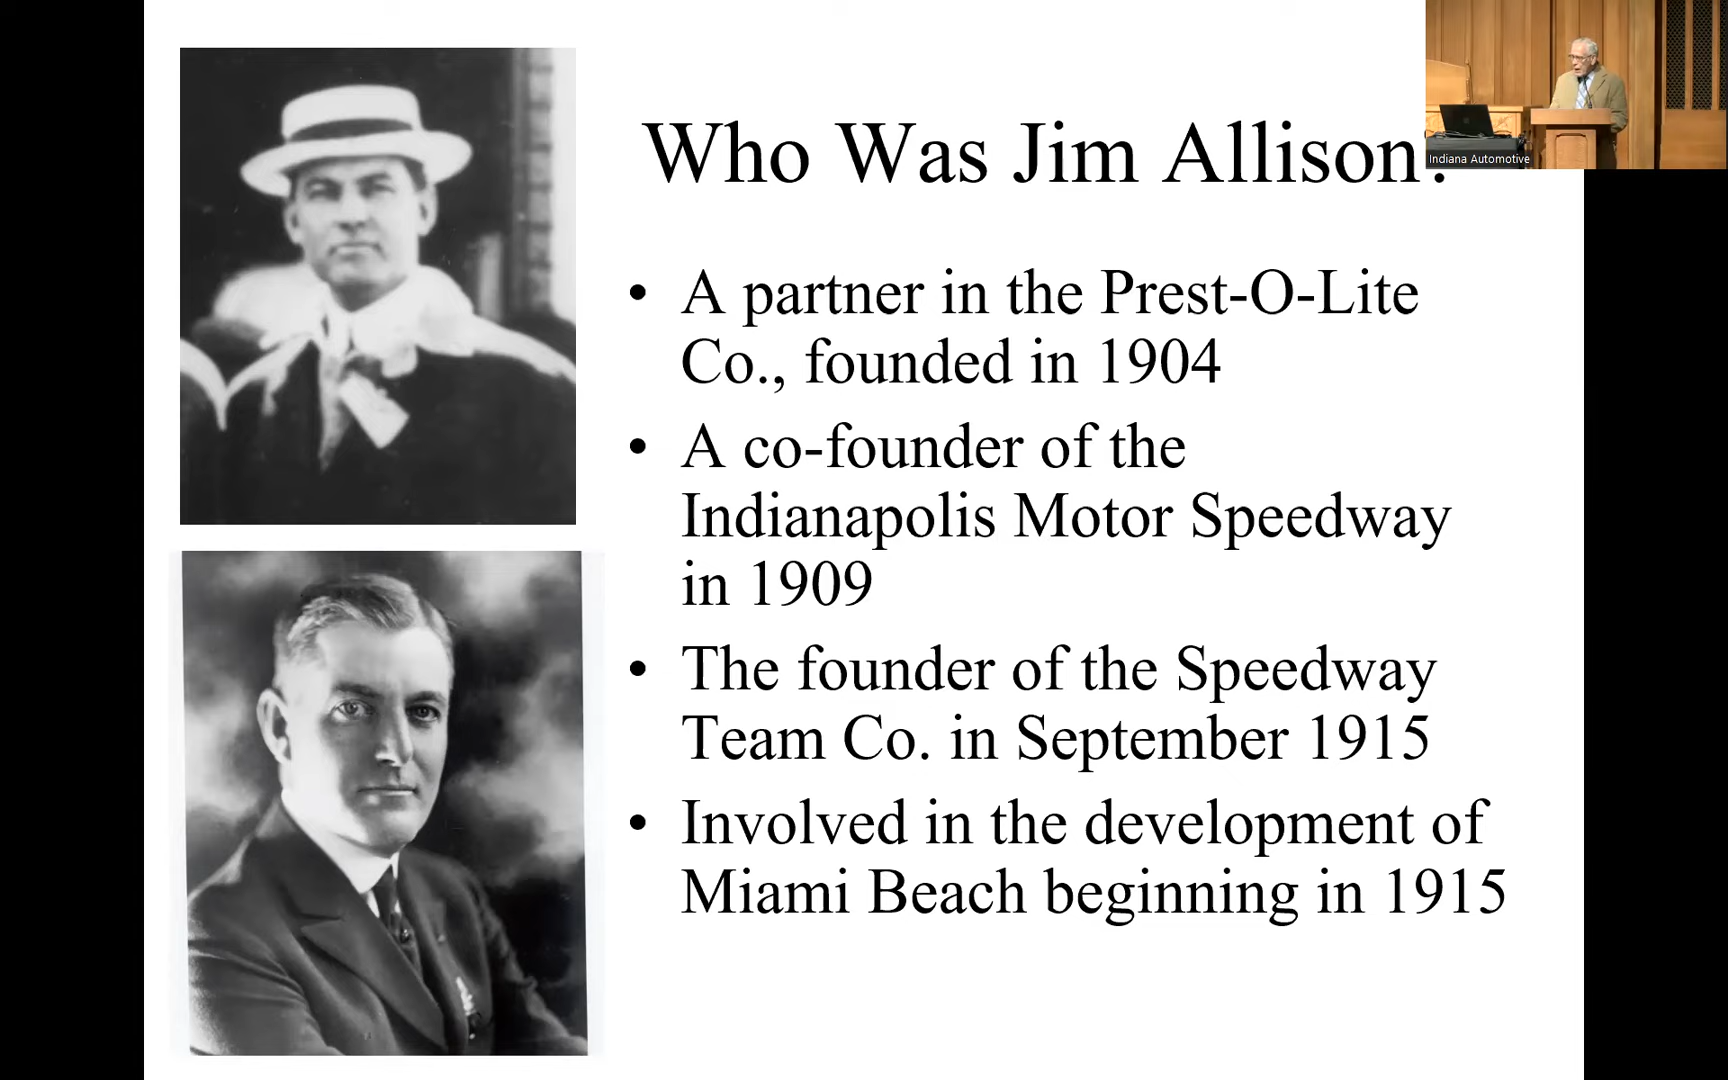 Who Was Jim Allison?
Indiana Automotive
• A partner in the Prest-O-Lite
Co., founded in 1904
• A co-founder of the
Indianapolis Motor Speedway
in 1909
• The founder of the Speedway
Team Co. in September 1915
• Involved in the development of
Miami Beach beginning in 1915